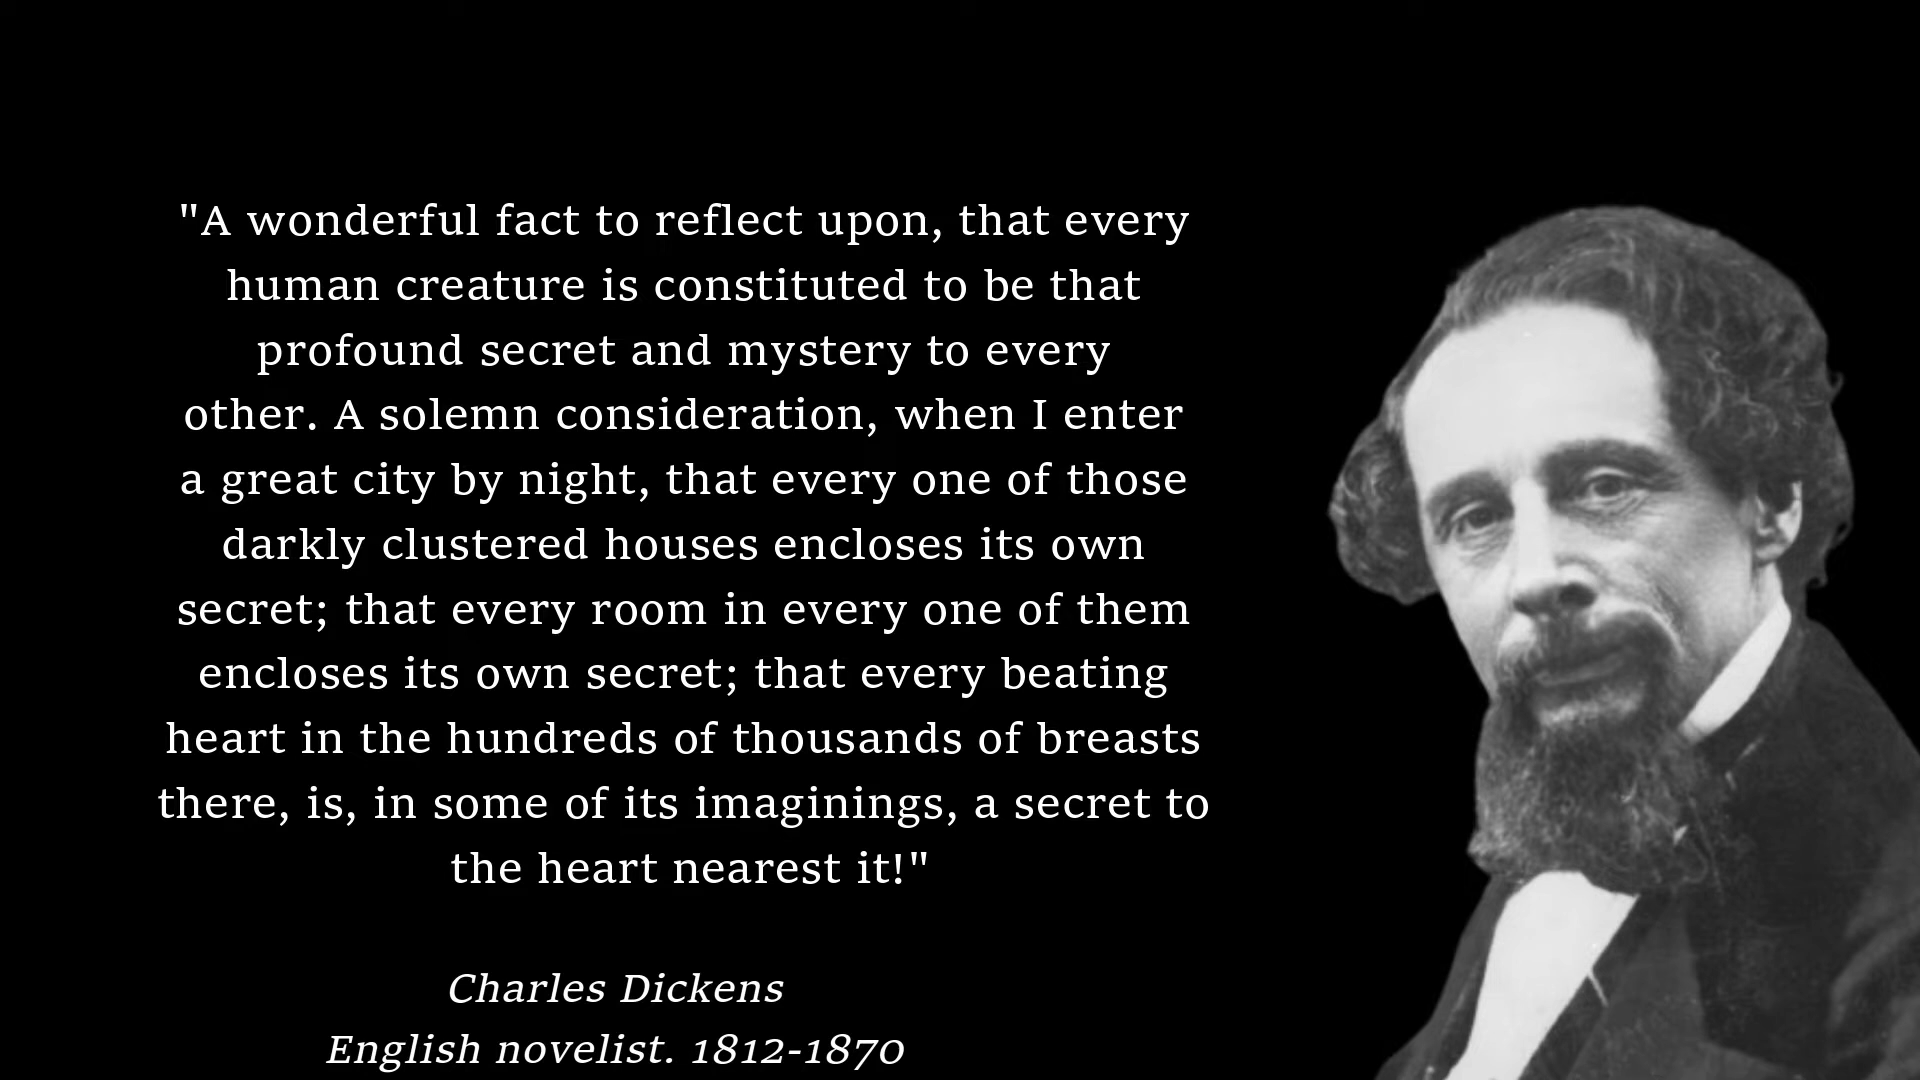 "A wonderful fact to reflect upon, that every
human creature is constituted to be that
profound secret and mystery to every
other. A solemn consideration, when I enter
a great city by night, that every one of those
darkly clustered houses encloses its own
secret; that every room in every one of them
encloses its own secret; that every beating
heart in the hundreds of thousands of breasts
there, is, in some of its imaginings, a secret to
the heart nearest it!"
Charles Dickens
English novelist. 1812-1870